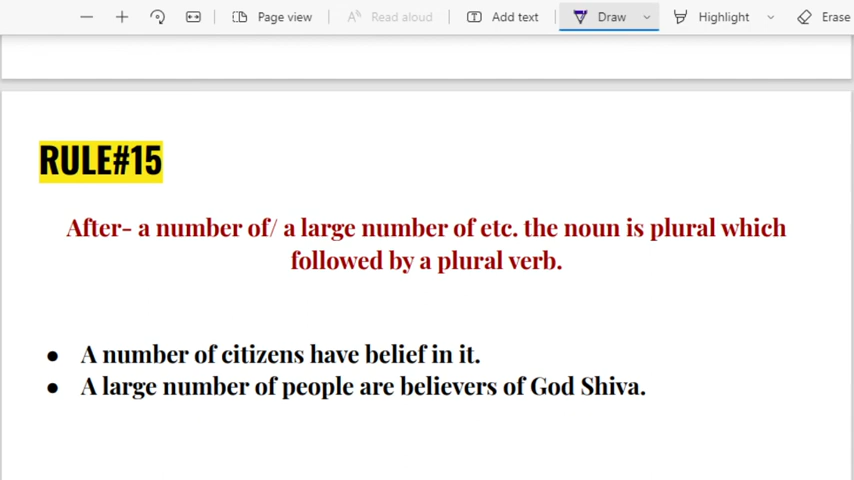 Page view
Read aloud
Add text
Draw
Highlight
Erase
RULE#15
After- a number of/ a large number of etc. the noun is plural which
followed by a plural verb.
● A number of citizens have belief in it.
● A large number of people are believers of God Shiva.